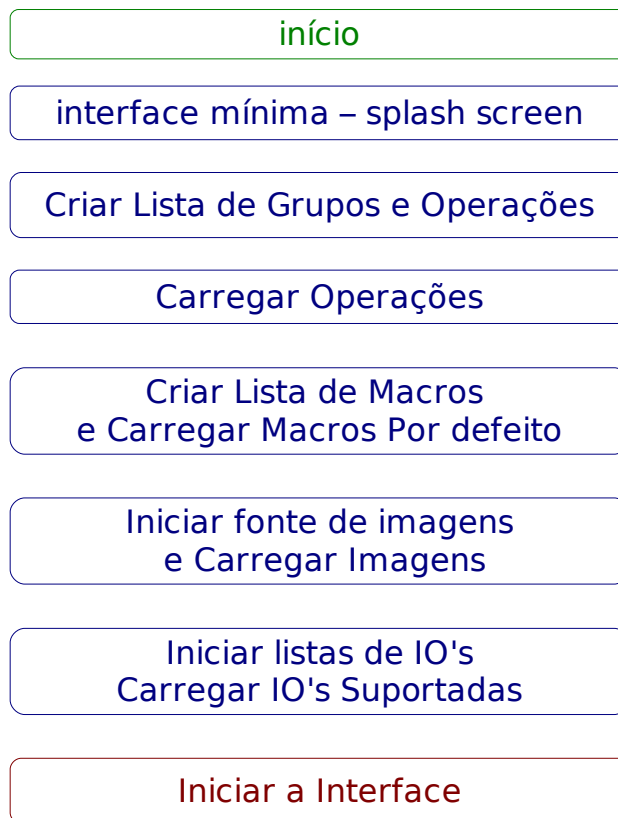 início
interface mínima – splash screen
Criar Lista de Grupos e Operações
Carregar Operações
Criar Lista de Macros
e Carregar Macros Por defeito
Iniciar fonte de imagens
e Carregar Imagens
Iniciar listas de IO's
Carregar IO's Suportadas
Iniciar a Interface